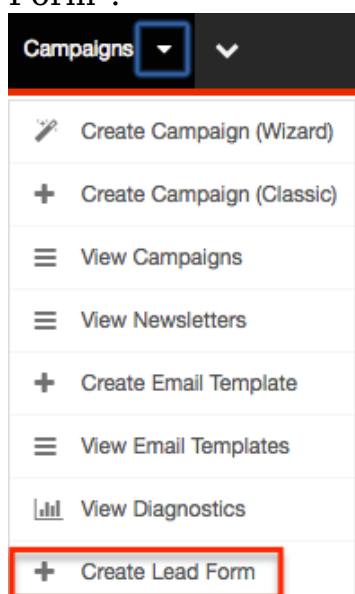 Form".
Campaigns
Create Campaign (Wizard)
Create Campaign (Classic)
View Campaigns
View Newsletters
Create Email Template
View Email Templates
View Diagnostics
Create Lead Form